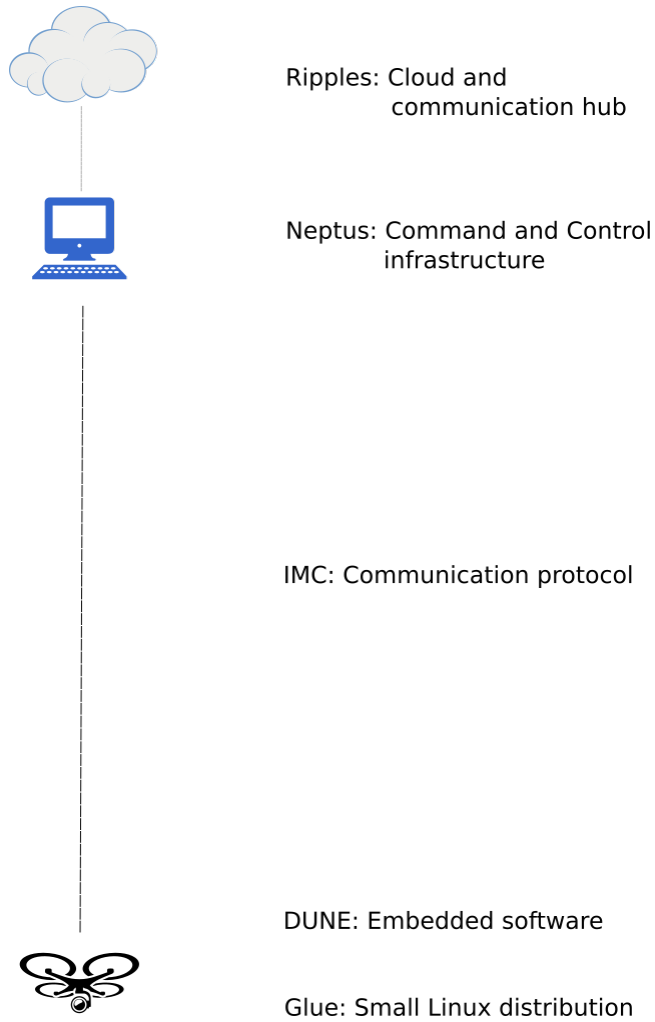 Ripples: Cloud and
communication hub
Neptus: Command and Control
infrastructure
IMC: Communication protocol
DUNE: Embedded software
Glue: Small Linux distribution